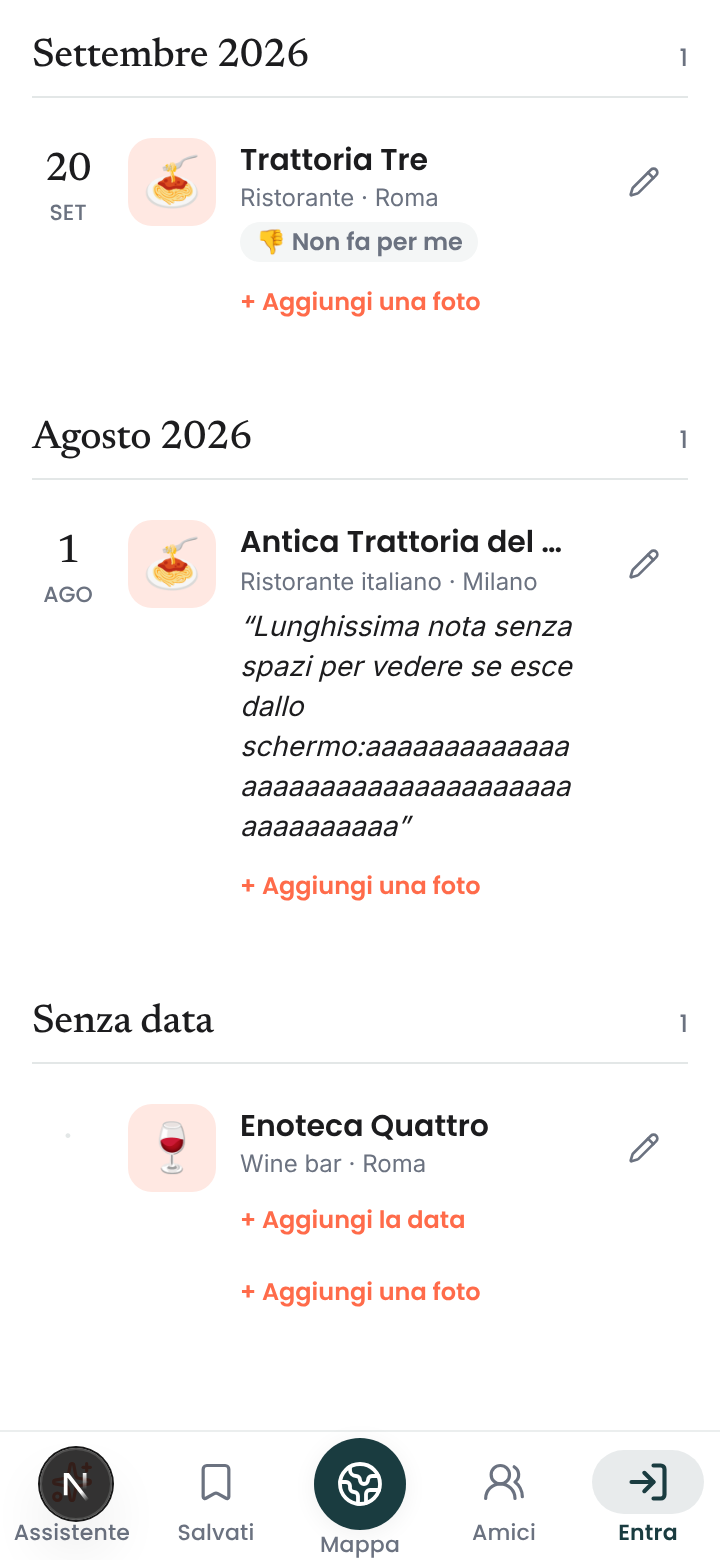 Settembre 2026 1
20
SET
Trattoria Tre
Ristorante · Roma
👎 Non fa per me
+ Aggiungi una foto
Agosto 2026 1
1
AGO
Antica Trattoria del ...
Ristorante italiano · Milano
“Lunghissima nota senza
spazi per vedere se esce
dallo
schermo:aaaaaaaaaaaaa
aaaaaaaaaaaaaaaaaaaaa
aaaaaaaaaa”
+ Aggiungi una foto
Senza data 1
Enoteca Quattro
Wine bar · Roma
+ Aggiungi la data
+ Aggiungi una foto
N
Assistente Salvati Mappa Amici Entra